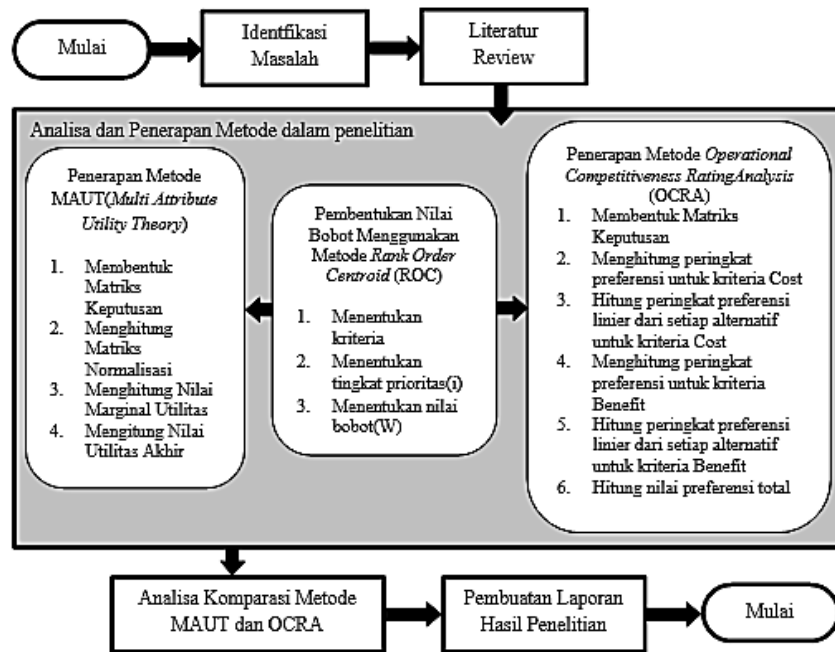 Mulai
Identfikasi
Masalah
Literatur
Review
Analisa dan Penerapan Metode dalam penelitian
Penerapan Metode
MAUT(Multi Attribute
Utility Theory)
1. Membentuk
Matriks
Keputusan
2. Menghitung
Matriks
Normalisasi
3. Menghitung Nilai
Marginal Utilitas
4. Mengitung Nilai
Utilitas Akhir
Pembentukan Nilai
Bobot Menggunakan
Metode Rank Order
Centroid (ROC)
1. Menentukan
kriteria
2. Menentukan
tingkat prioritas(i)
3. Menentukan nilai
bobot(W)
Penerapan Metode Operational
Competitiveness RatingAnalysis
(OCRA)
1. Membentuk Matriks
Keputusan
2. Menghitung peringkat
preferensi untuk kriteria Cost
3. Hitung peringkat preferensi
linier dari setiap alternatif
untuk kriteria Cost
4. Menghitung peringkat
preferensi untuk kriteria
Benefit
5. Hitung peringkat preferensi
linier dari setiap alternatif
untuk kriteria Benefit
6. Hitung nilai preferensi total
Analisa Komparasi Metode
MAUT dan OCRA
Pembuatan Laporan
Hasil Penelitian
Mulai